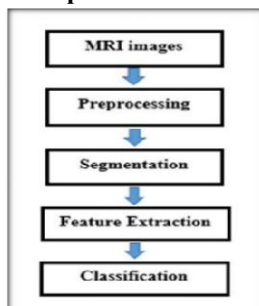 MRI images
Preprocessing
Segmentation
Feature Extraction
Classification